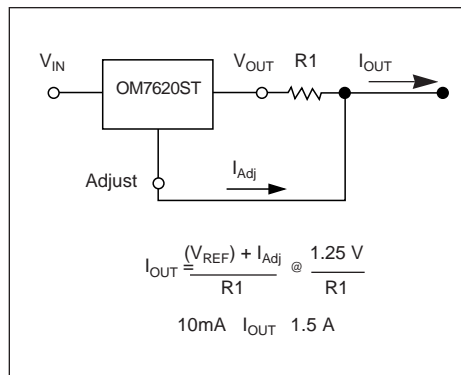 V_IN V_OUT R1 I_OUT
OM7620ST
Adjust I_Adj
I_OUT = (V_REF) + I_Adj / R1 @ 1.25 V / R1
10mA I_OUT 1.5 A